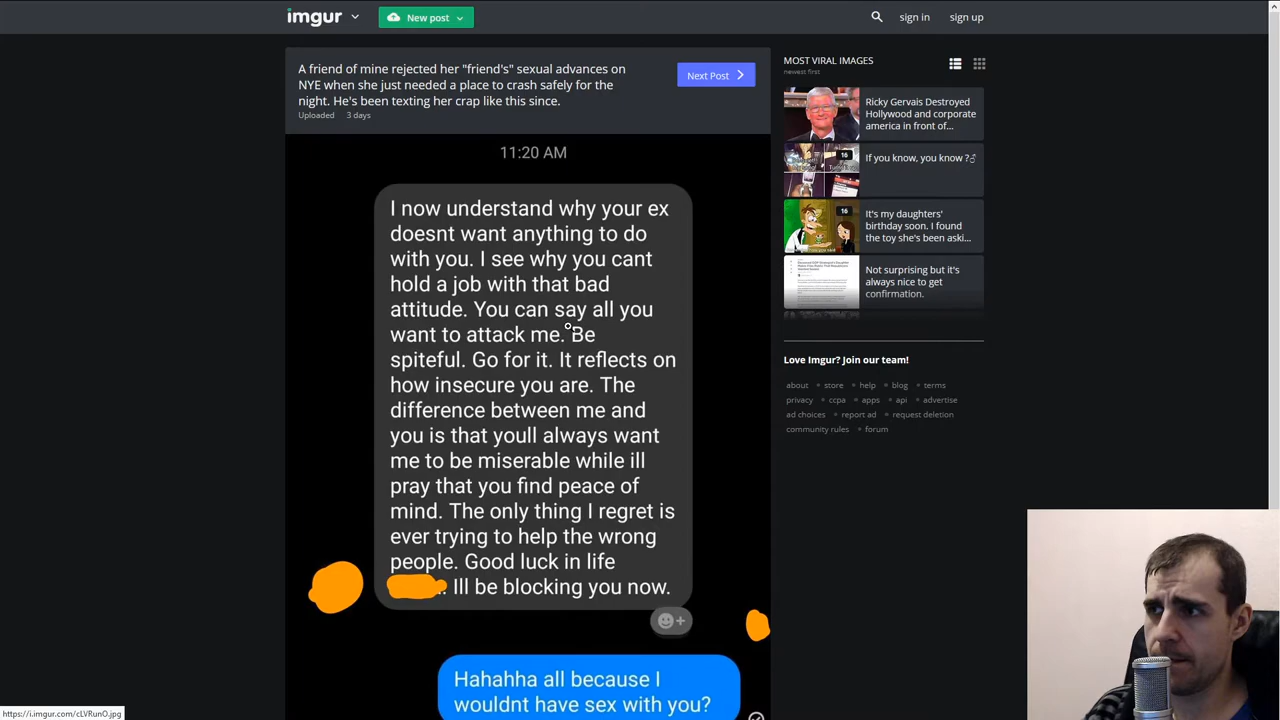 imgur
New post
sign in
sign up
A friend of mine rejected her "friend's" sexual advances on
NYE when she just needed a place to crash safely for the
night. He's been texting her crap like this since.
Uploaded 3 days
Next Post
11:20 AM
I now understand why your ex
doesnt want anything to do
with you. I see why you cant
hold a job with that bad
attitude. You can say all you
want to attack me. Be
spiteful. Go for it. It reflects on
how insecure you are. The
difference between me and
you is that youll always want
me to be miserable while ill
pray that you find peace of
mind. The only thing I regret is
ever trying to help the wrong
people. Good luck in life
. Ill be blocking you now.
Hahahha all because I
wouldnt have sex with you?
MOST VIRAL IMAGES
newest first
Ricky Gervais Destroyed
Hollywood and corporate
america in front of...
16
If you know, you know ?
16
It's my daughters'
birthday soon. I found
the toy she's been aski...
Not surprising but it's
always nice to get
confirmation.
Love Imgur? Join our team!
about store help blog terms
privacy ccpa apps api advertise
ad choices report ad request deletion
community rules forum
https://i.imgur.com/cLVRunO.jpg